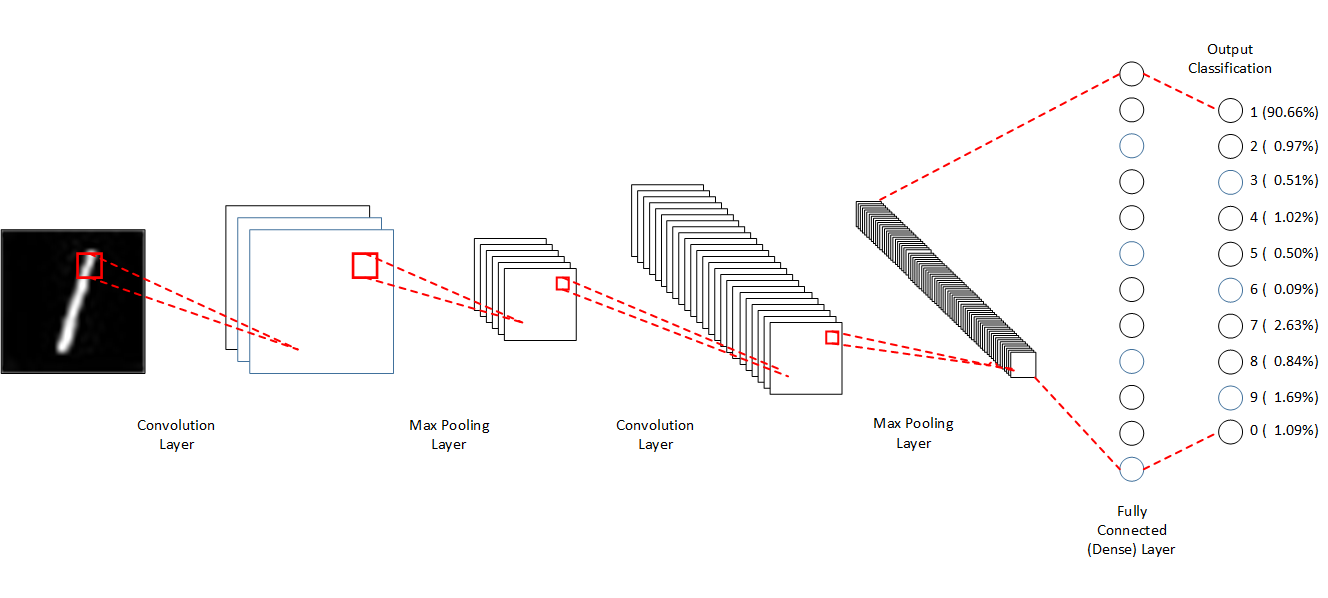 Output
Classification
1 (90.66%)
2 ( 0.97%)
3 ( 0.51%)
4 ( 1.02%)
5 ( 0.50%)
6 ( 0.09%)
7 ( 2.63%)
8 ( 0.84%)
9 ( 1.69%)
0 ( 1.09%)
Convolution
Layer
Max Pooling
Layer
Convolution
Layer
Max Pooling
Layer
Fully
Connected
(Dense) Layer